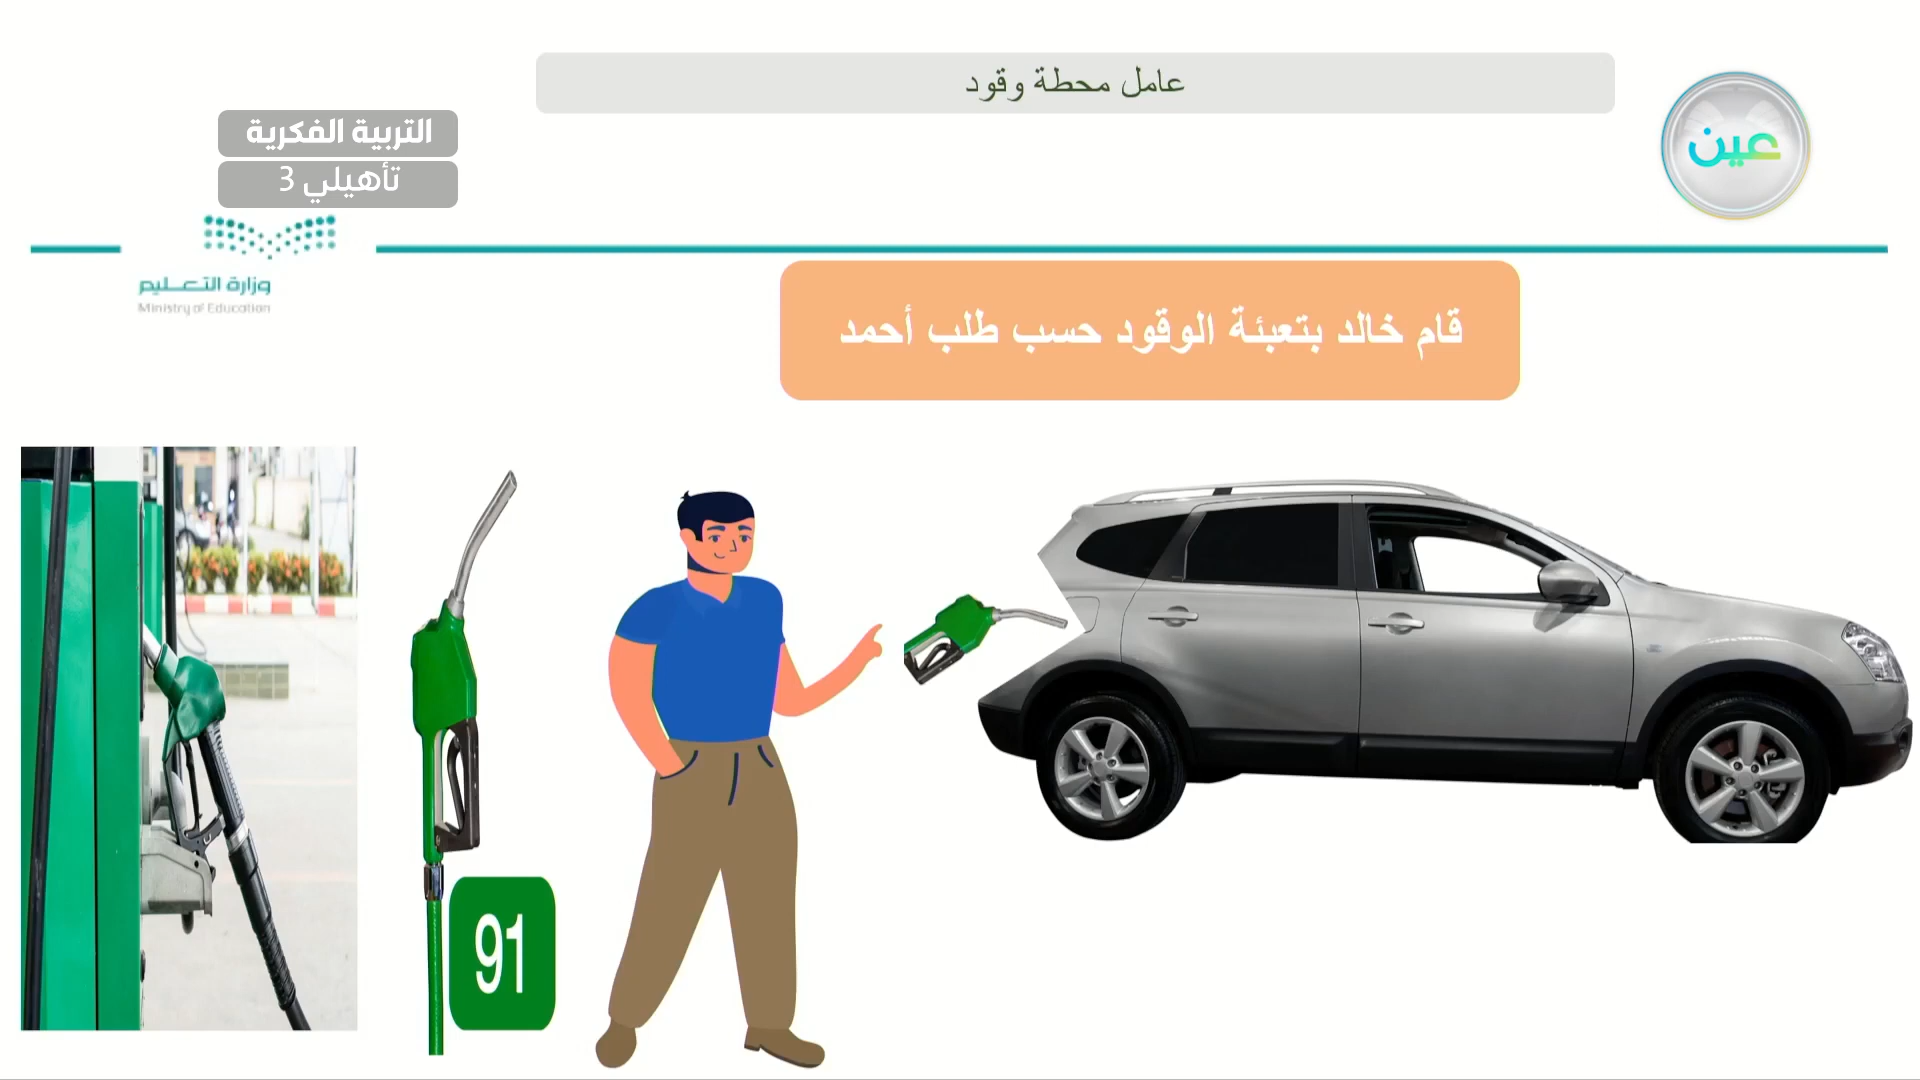 عامل محطة وقود
عين
التربية الفكرية
تأهيلي 3
وزارة التعليم
Ministry of Education
قام خالد بتعبئة الوقود حسب طلب أحمد
91